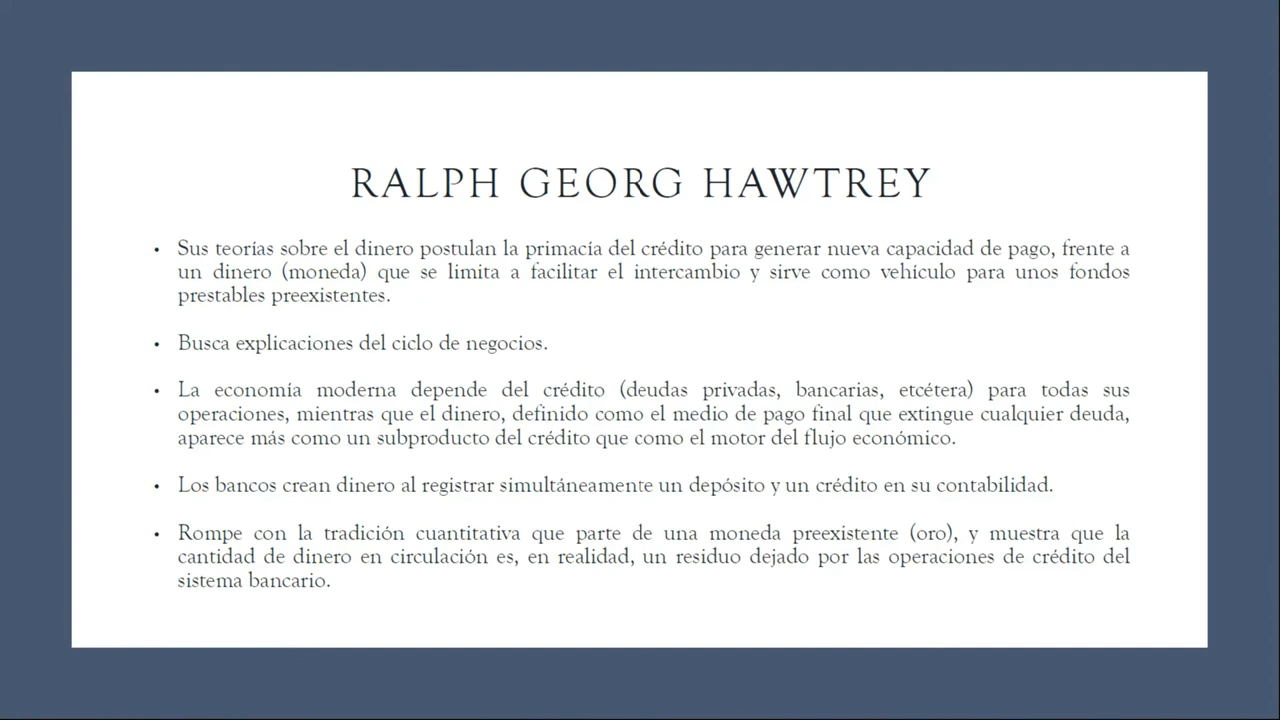 RALPH GEORG HAWTREY
• Sus teorías sobre el dinero postulan la primacía del crédito para generar nueva capacidad de pago, frente a
un dinero (moneda) que se limita a facilitar el intercambio y sirve como vehículo para unos fondos
prestables preexistentes.
• Busca explicaciones del ciclo de negocios.
• La economía moderna depende del crédito (deudas privadas, bancarias, etcétera) para todas sus
operaciones, mientras que el dinero, definido como el medio de pago final que extingue cualquier deuda,
aparece más como un subproducto del crédito que como el motor del flujo económico.
• Los bancos crean dinero al registrar simultáneamente un depósito y un crédito en su contabilidad.
• Rompe con la tradición cuantitativa que parte de una moneda preexistente (oro), y muestra que la
cantidad de dinero en circulación es, en realidad, un residuo dejado por las operaciones de crédito del
sistema bancario.